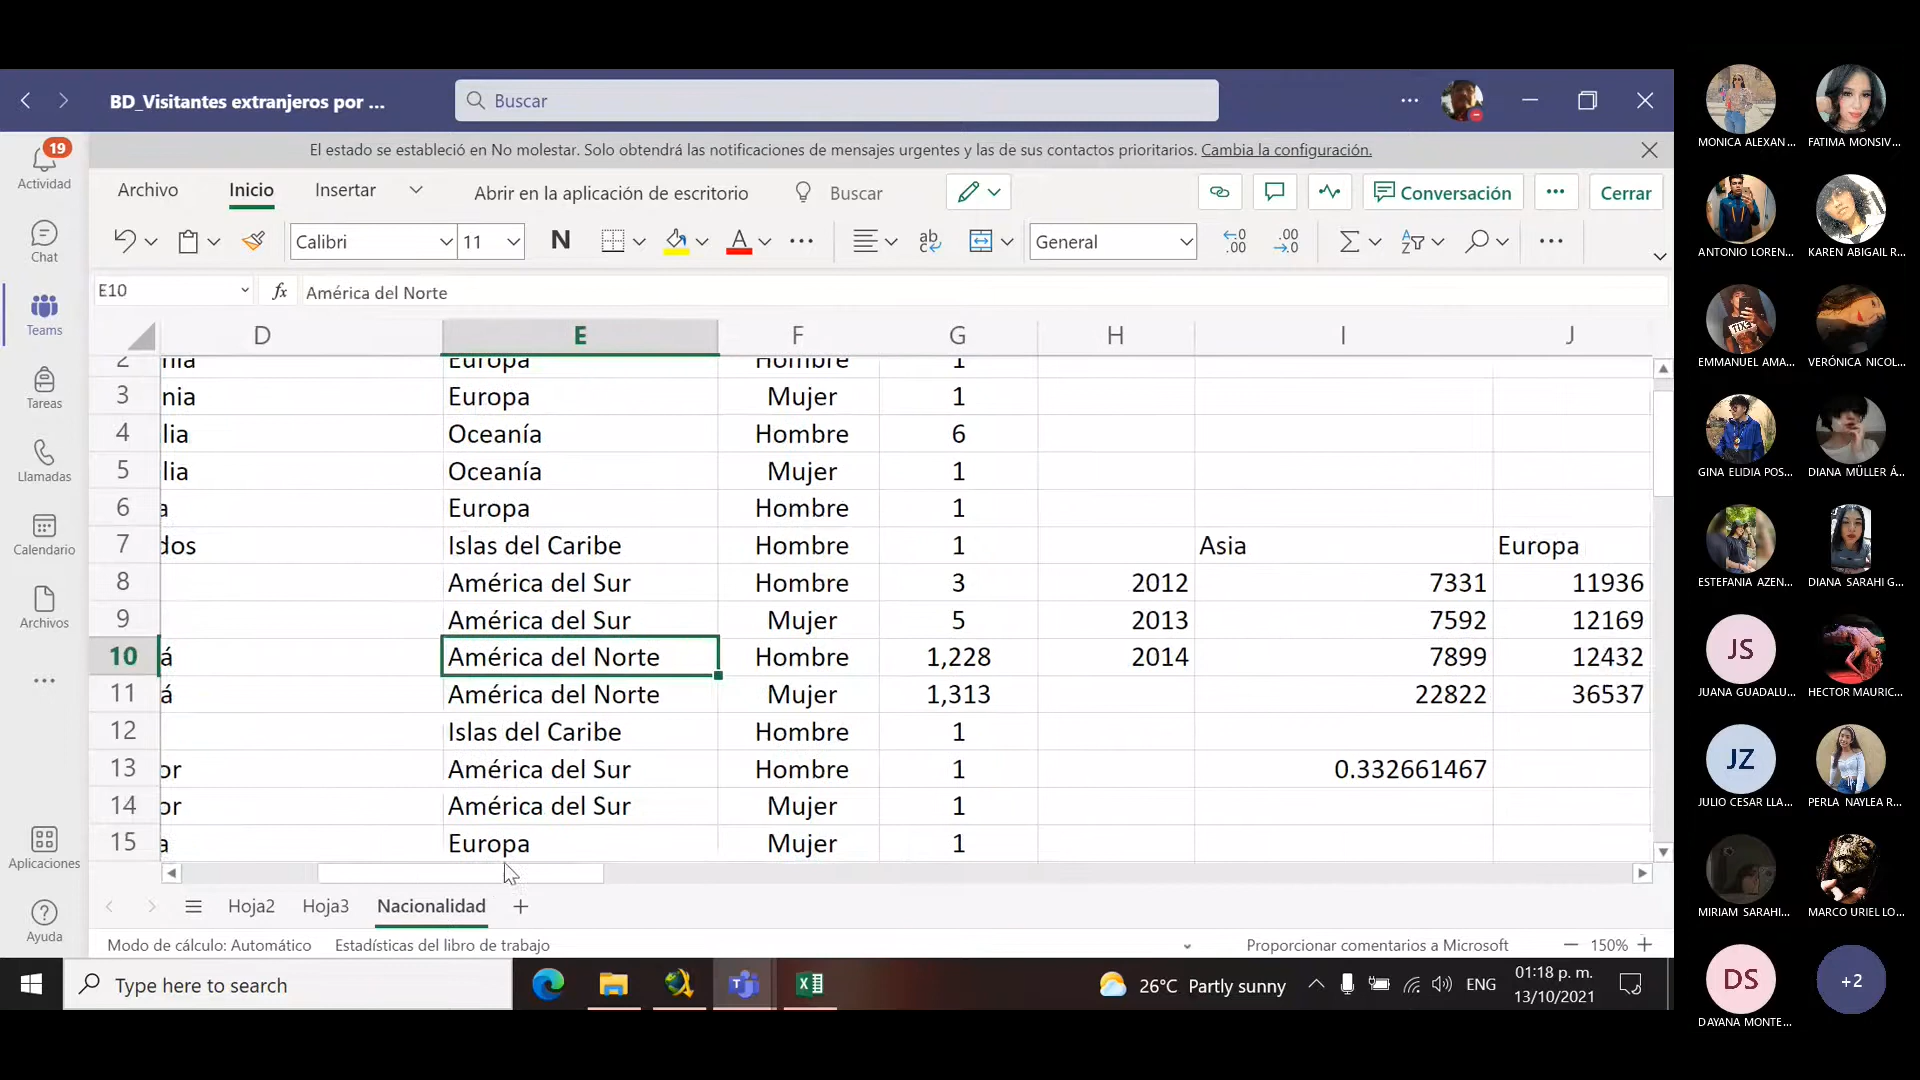 BD_Visitantes extranjeros por ...
Buscar
El estado se estableció en No molestar. Solo obtendrá las notificaciones de mensajes urgentes y las de sus contactos prioritarios. Cambia la configuración.
19
Actividad
Chat
Teams
Tareas
Llamadas
Calendario
Archivos
Aplicaciones
Ayuda
Archivo Inicio Insertar Abrir en la aplicación de escritorio Buscar Conversación Cerrar
Calibri 11 N A ab General
E10 fx América del Norte
D E F G H I J
2 nia Europa Hombre 1
3 nia Europa Mujer 1
4 lia Oceanía Hombre 6
5 lia Oceanía Mujer 1
6 a Europa Hombre 1
7 dos Islas del Caribe Hombre 1 Asia Europa
8 América del Sur Hombre 3 2012 7331 11936
9 América del Sur Mujer 5 2013 7592 12169
10 á América del Norte Hombre 1,228 2014 7899 12432
11 á América del Norte Mujer 1,313 22822 36537
12 Islas del Caribe Hombre 1
13 or América del Sur Hombre 1 0.332661467
14 or América del Sur Mujer 1
15 a Europa Mujer 1
Hoja2 Hoja3 Nacionalidad +
Modo de cálculo: Automático Estadísticas del libro de trabajo Proporcionar comentarios a Microsoft 150%
Type here to search 26°C Partly sunny ENG 01:18 p. m.
13/10/2021
MONICA ALEXAN... FATIMA MONSIV...
ANTONIO LOREN... KAREN ABIGAIL R...
EMMANUEL AMA... VERÓNICA NICOL...
GINA ELIDIA POS... DIANA MÜLLER Á...
ESTEFANIA AZEN... DIANA SARAHI G...
JS
JUANA GUADALU... HECTOR MAURIC...
JZ
JULIO CESAR LLA... PERLA NAYLEA R...
MIRIAM SARAHI... MARCO URIEL LO...
DS +2
DAYANA MONTE...